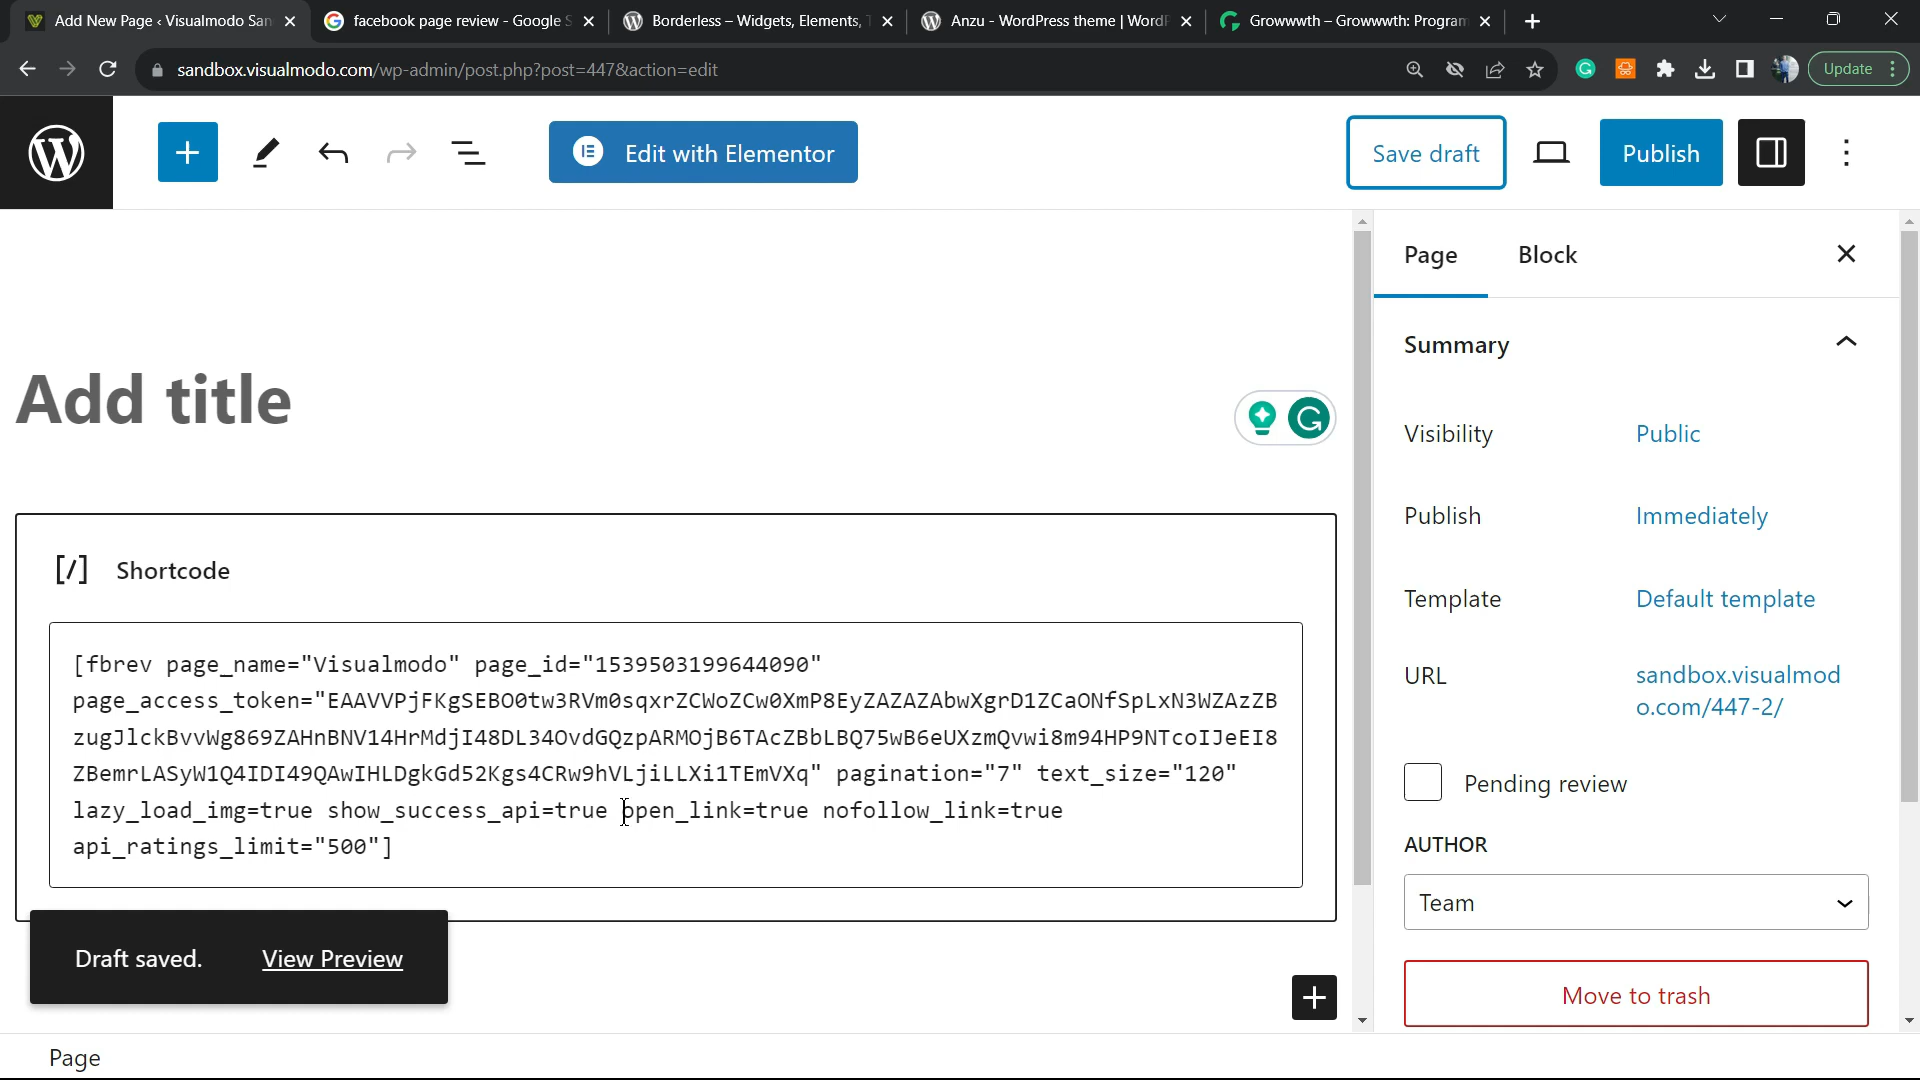 Add New Page ‹ Visualmodo San
facebook page review - Google S
Borderless – Widgets, Elements, T
Anzu - WordPress theme | WordP
Growwwth – Growwwth: Program
sandbox.visualmodo.com/wp-admin/post.php?post=447&action=edit
Update
Edit with Elementor
Save draft
Publish
Add title
[/] Shortcode
[fbrev page_name="Visualmodo" page_id="1539503199644090"
page_access_token="EAAVVPjFKgSEBO0tw3RVm0sqxrZCWoZCw0XmP8EyZAZAZAbwXgrD1ZCaONfSpLxN3WZAzZB
zugJlckBvvWg869ZAHnBNV14HrMdjI48DL34OvdGQzpARMOjB6TAcZBbLBQ75wB6eUXzmQvwi8m94HP9NTcoIJeEI8
ZBemrLASyW1Q4IDI49QAwIHLDgkGd52Kgs4CRw9hVLjiLLXi1TEmVXq" pagination="7" text_size="120"
lazy_load_img=true show_success_api=true open_link=true nofollow_link=true
api_ratings_limit="500"]
Draft saved. View Preview
Page
Page Block
Summary
Visibility Public
Publish Immediately
Template Default template
URL sandbox.visualmod
o.com/447-2/
Pending review
AUTHOR
Team
Move to trash